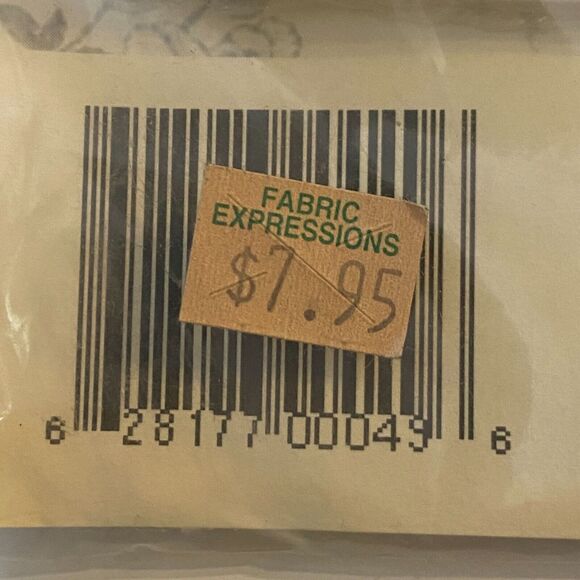 FABRIC
EXPRESSIONS
$7.95
6 28177 00049 6